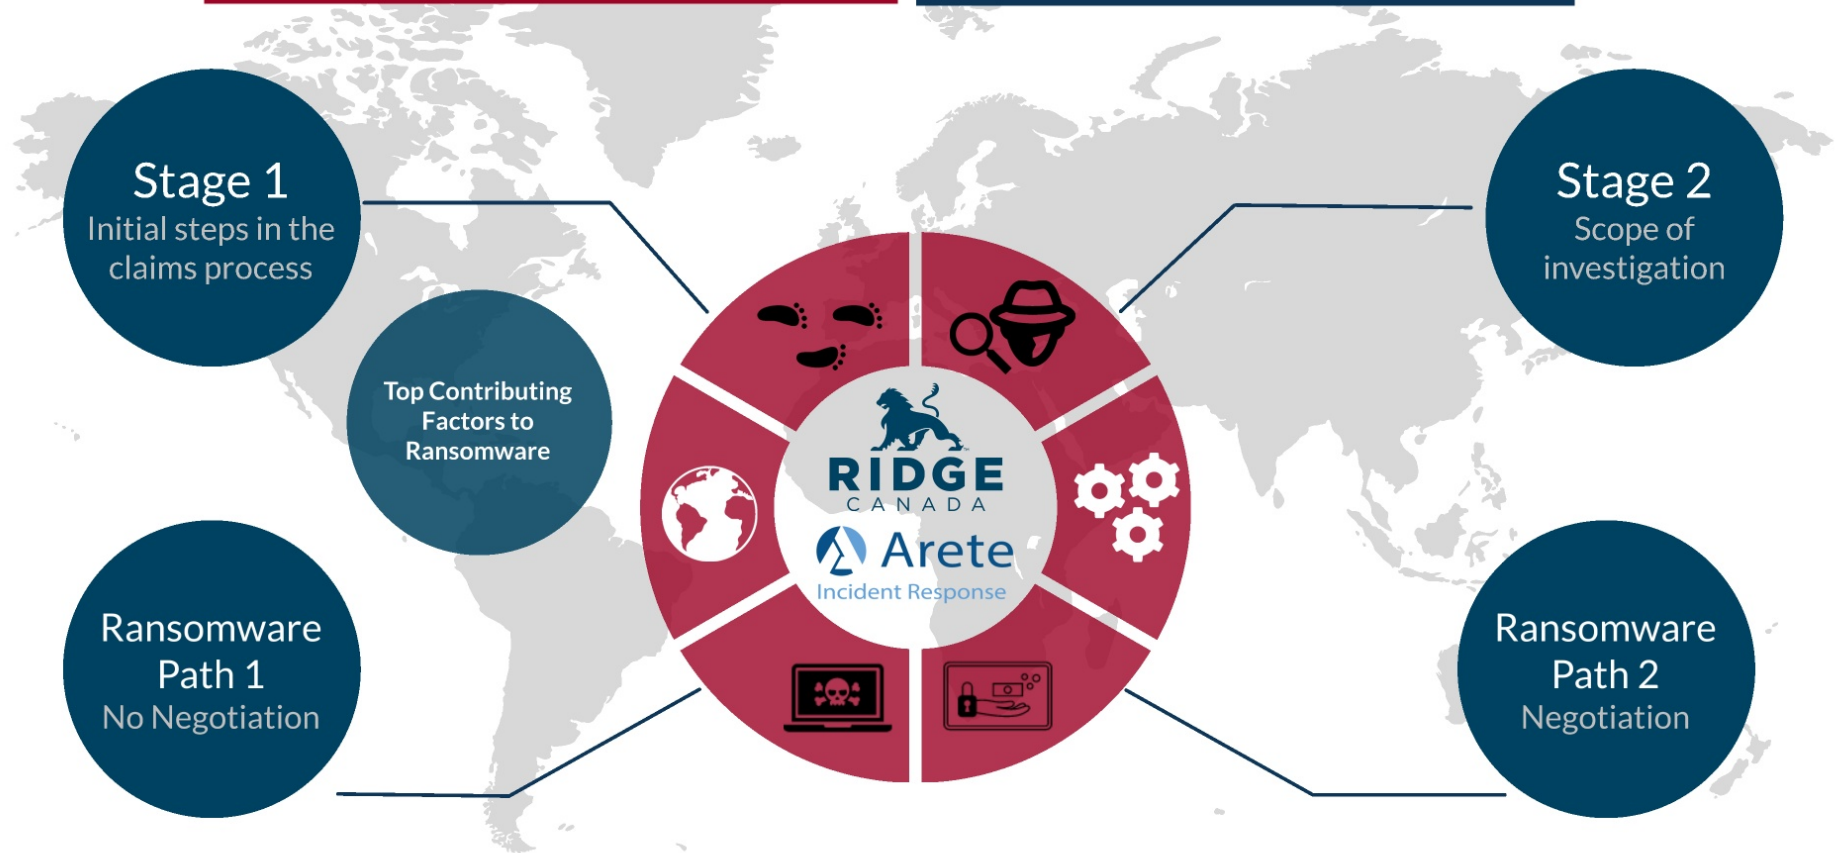 Stage 1
Initial steps in the
claims process
Stage 2
Scope of
investigation
Top Contributing
Factors to
Ransomware
RIDGE
CANADA
Arete
Incident Response
Ransomware
Path 1
No Negotiation
Ransomware
Path 2
Negotiation